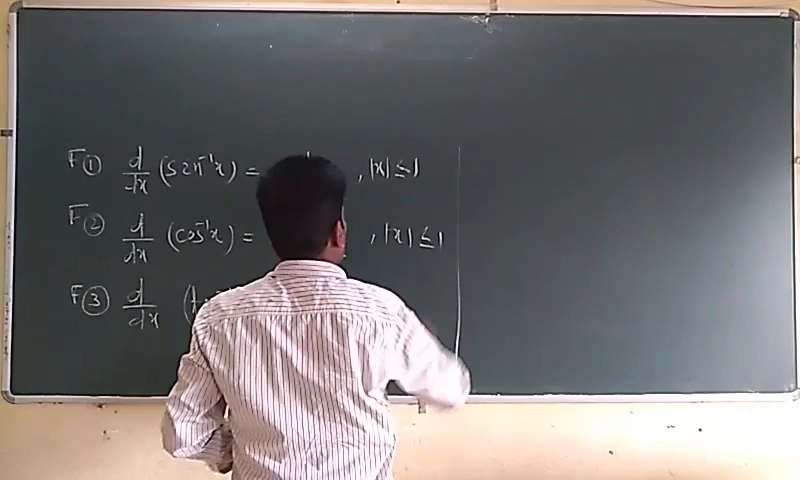 F① d/dx (sin⁻¹x) = , |x| ≤ 1
F② d/dx (cos⁻¹x) = , |x| ≤ 1
F③ d/dx (